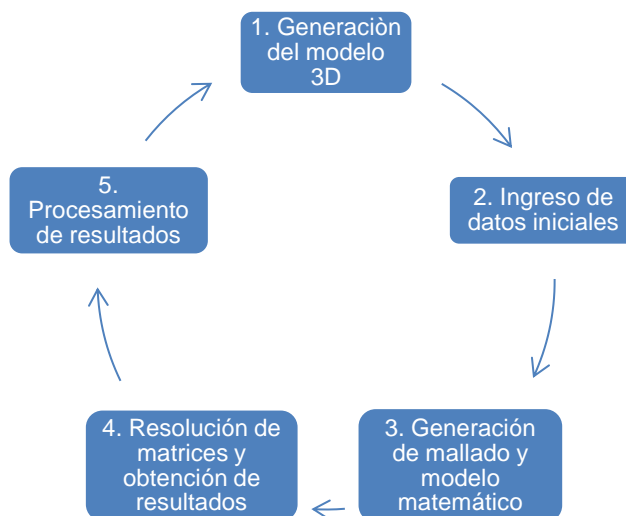 1. Generaciòn
del modelo
3D
2. Ingreso de
datos iniciales
3. Generación
de mallado y
modelo
matemático
4. Resolución de
matrices y
obtención de
resultados
5.
Procesamiento
de resultados